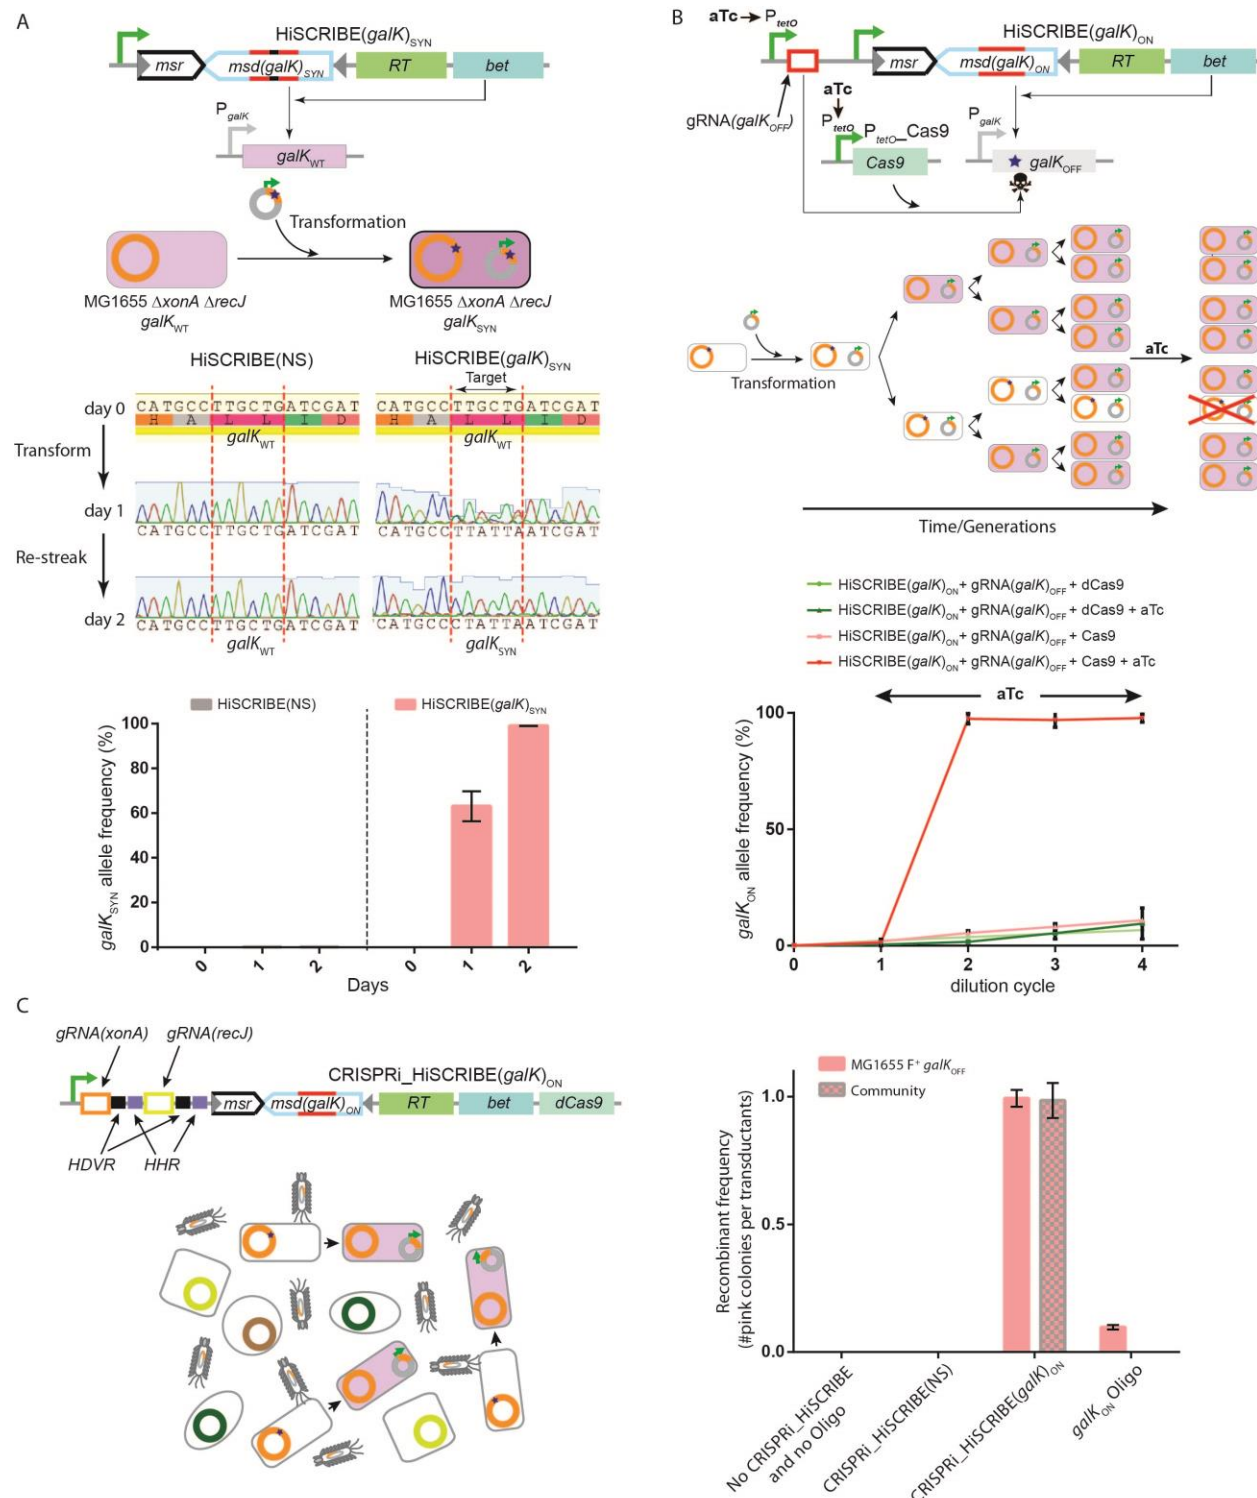 A
HiSCRIBE(galK)SYN
msr
msd(galK)SYN
RT
bet
PgalK
galKWT
Transformation
MG1655 ΔxonA ΔrecJ
galKWT
MG1655 ΔxonA ΔrecJ
galKSYN
HiSCRIBE(NS)
HiSCRIBE(galK)SYN
Target
day 0
CATGCCTTGCTGATCGAT
H A L L I D
galKWT
CATGCCTTGCTGATCGAT
H A L L I D
galKWT
Transform
day 1
CATGCCTTGCTGATCGAT
CATGCCTTATTAATCGAT
Re-streak
day 2
CATGCCTTGCTGATCGAT
galKWT
CATGCCCTATTAATCGAT
galKSYN
HiSCRIBE(NS)
HiSCRIBE(galK)SYN
galKSYN allele frequency (%)
100
80
60
40
20
0
0 1 2 0 1 2
Days
B
aTc
PtetO
HiSCRIBE(galK)ON
msr
msd(galK)ON
RT
bet
gRNA(galKOFF)
aTc
PtetO
PtetO_Cas9
Cas9
PgalK
galKOFF
Transformation
aTc
Time/Generations
HiSCRIBE(galK)ON + gRNA(galK)OFF + dCas9
HiSCRIBE(galK)ON + gRNA(galK)OFF + dCas9 + aTc
HiSCRIBE(galK)ON + gRNA(galK)OFF + Cas9
HiSCRIBE(galK)ON + gRNA(galK)OFF + Cas9 + aTc
aTc
galKON allele frequency (%)
100
50
0
0 1 2 3 4
dilution cycle
C
gRNA(xonA)
gRNA(recJ)
CRISPRi_HiSCRIBE(galK)ON
msr
msd(galK)ON
RT
bet
dCas9
HDVR
HHR
MG1655 F+ galKOFF
Community
Recombinant frequency
(#pink colonies per transductants)
1.0
0.5
0.0
No CRISPRi_HiSCRIBE
and no Oligo
CRISPRi_HiSCRIBE(NS)
CRISPRi_HiSCRIBE(galK)ON
galKON Oligo